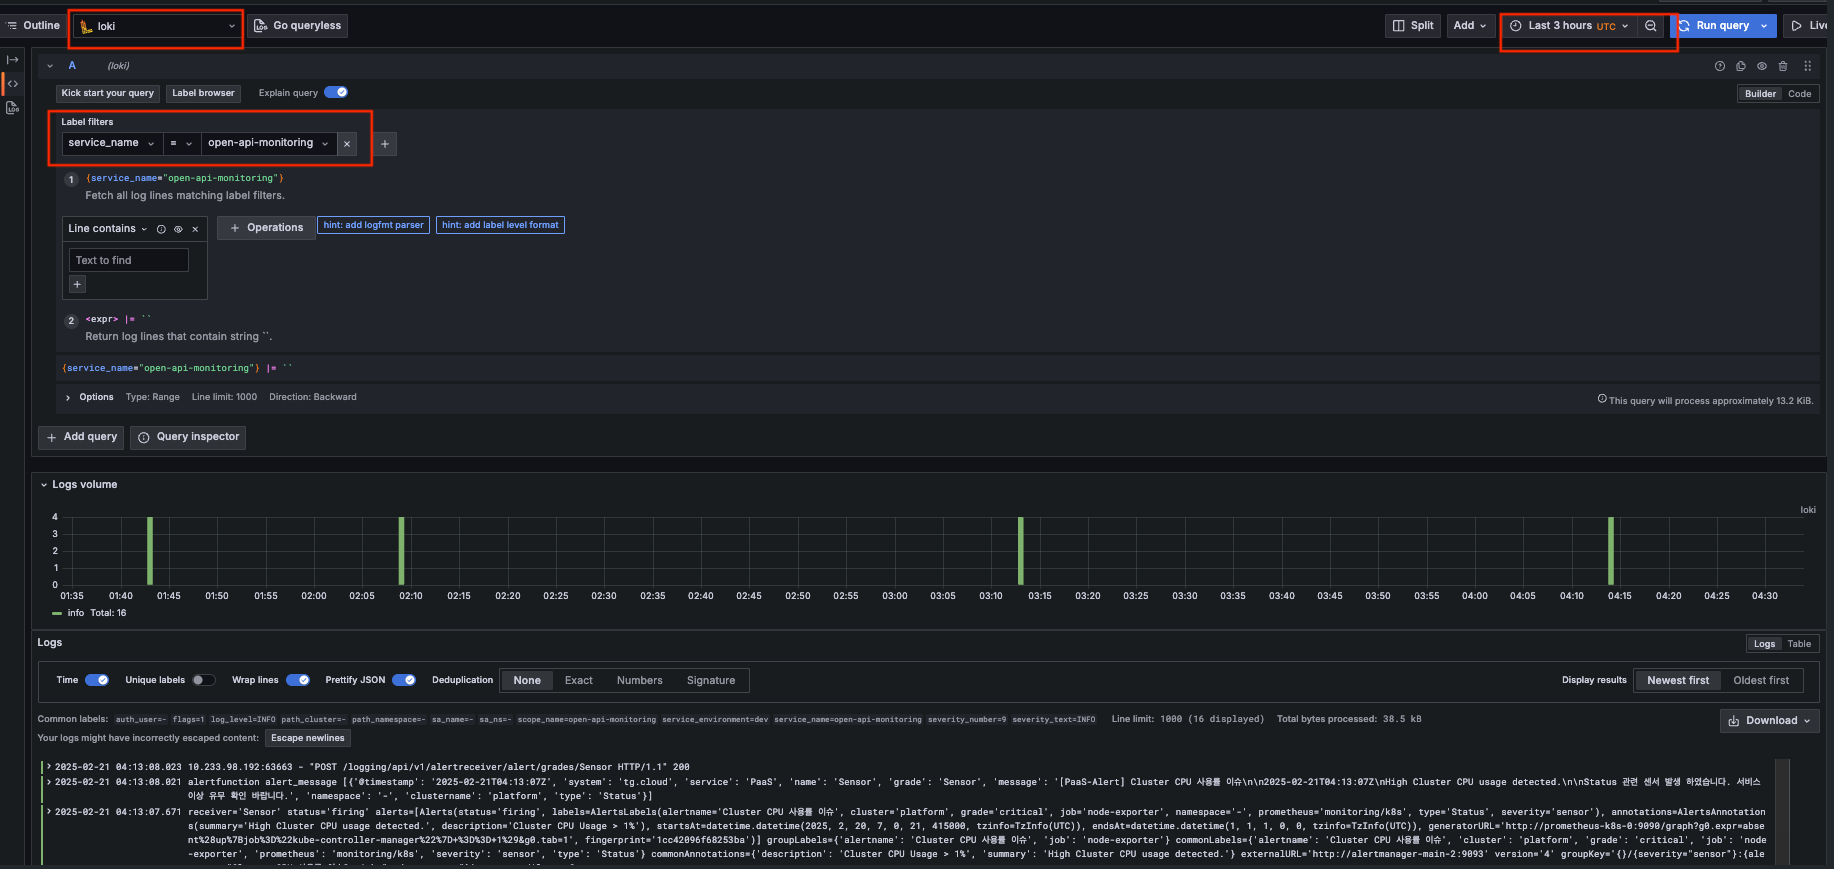 Outline loki Go queryless Split Add Last 3 hours UTC Run query Live
A (loki)
Kick start your query Label browser Explain query Builder Code
Label filters
service_name = open-api-monitoring × +
1 {service_name="open-api-monitoring"}
Fetch all log lines matching label filters.
Line contains × + Operations hint: add logfmt parser hint: add label level format
Text to find
+
2 <expr> |= ``
Return log lines that contain string ``.
{service_name="open-api-monitoring"} |= ``
Options Type: Range Line limit: 1000 Direction: Backward This query will process approximately 13.2 KiB.
+ Add query Query inspector
Logs volume
loki
4
3
2
1
0
01:35 01:40 01:45 01:50 01:55 02:00 02:05 02:10 02:15 02:20 02:25 02:30 02:35 02:40 02:45 02:50 02:55 03:00 03:05 03:10 03:15 03:20 03:25 03:30 03:35 03:40 03:45 03:50 03:55 04:00 04:05 04:10 04:15 04:20 04:25 04:30
info Total: 16
Logs Logs Table
Time Unique labels Wrap lines Prettify JSON Deduplication None Exact Numbers Signature Display results Newest first Oldest first
Common labels: auth_user=- flags=1 log_level=INFO path_cluster=- path_namespace=- sa_name=- sa_ns=- scope_name=open-api-monitoring service_environment=dev service_name=open-api-monitoring severity_number=9 severity_text=INFO Line limit: 1000 (16 displayed) Total bytes processed: 38.5 kB Download
Your logs might have incorrectly escaped content: Escape newlines
2025-02-21 04:13:08.023 10.233.98.192:63663 - "POST /logging/api/v1/alertreceiver/alert/grades/Sensor HTTP/1.1" 200
2025-02-21 04:13:08.021 alertfunction alert_message [{'@timestamp': '2025-02-21T04:13:07Z', 'system': 'tg.cloud', 'service': 'PaaS', 'name': 'Sensor', 'grade': 'Sensor', 'message': '[PaaS-Alert] Cluster CPU 사용률 이슈\n\n2025-02-21T04:13:07Z\nHigh Cluster CPU usage detected.\n\nStatus 관련 센서 발생 하였습니다. 서비스
이상 유무 확인 바랍니다.', 'namespace': '-', 'clustername': 'platform', 'type': 'Status'}]
2025-02-21 04:13:07.671 receiver='Sensor' status='firing' alerts=[Alerts(status='firing', labels=AlertsLabels(alertname='Cluster CPU 사용률 이슈', cluster='platform', grade='critical', job='node-exporter', namespace='-', prometheus='monitoring/k8s', type='Status', severity='sensor'), annotations=AlertsAnnotation
s(summary='High Cluster CPU usage detected.', description='Cluster CPU Usage > 1%'), startsAt=datetime.datetime(2025, 2, 20, 7, 0, 21, 415000, tzinfo=TzInfo(UTC)), endsAt=datetime.datetime(1, 1, 1, 0, 0, tzinfo=TzInfo(UTC)), generatorURL='http://prometheus-k8s-0:9090/graph?g0.expr=abse
nt%28up%7Bjob%3D%22kube-controller-manager%22%7D+%3D%3D+1%29&g0.tab=1', fingerprint='1cc42096f68253ba')] groupLabels={'alertname': 'Cluster CPU 사용률 이슈', 'job': 'node-exporter'} commonLabels={'alertname': 'Cluster CPU 사용률 이슈', 'cluster': 'platform', 'grade': 'critical', 'job': 'node
-exporter', 'prometheus': 'monitoring/k8s', 'severity': 'sensor', 'type': 'Status'} commonAnnotations={'description': 'Cluster CPU Usage > 1%', 'summary': 'High Cluster CPU usage detected.'} externalURL='http://alertmanager-main-2:9093' version='4' groupKey='{}/{severity="sensor"}:{ale